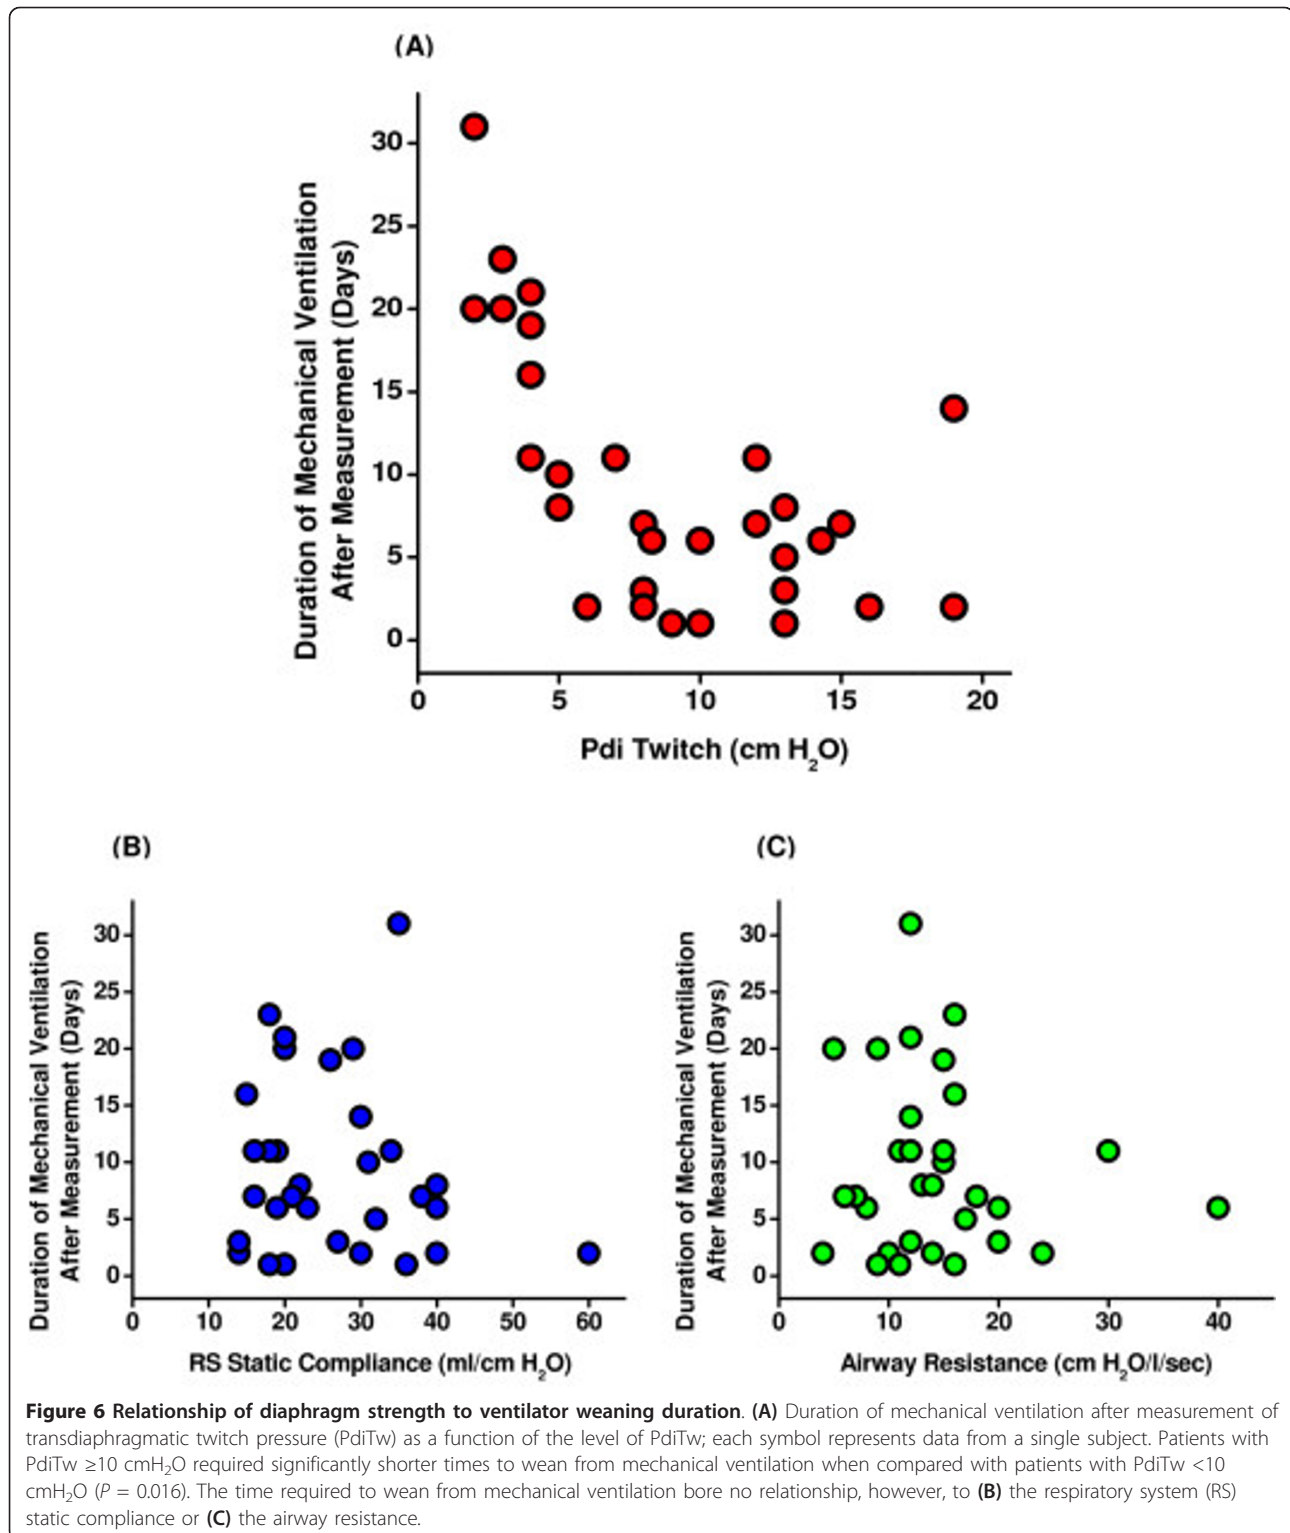 (A)
Duration of Mechanical Ventilation
After Measurement (Days)
30
25
20
15
10
5
0
0 5 10 15 20
Pdi Twitch (cm H₂O)
(B)
Duration of Mechanical Ventilation
After Measurement (Days)
30
25
20
15
10
5
0
0 10 20 30 40 50 60
RS Static Compliance (ml/cm H₂O)
(C)
Duration of Mechanical Ventilation
After Measurement (Days)
30
25
20
15
10
5
0
0 10 20 30 40
Airway Resistance (cm H₂O/l/sec)
Figure 6 Relationship of diaphragm strength to ventilator weaning duration. (A) Duration of mechanical ventilation after measurement of
transdiaphragmatic twitch pressure (PdiTw) as a function of the level of PdiTw; each symbol represents data from a single subject. Patients with
PdiTw ≥10 cmH₂O required significantly shorter times to wean from mechanical ventilation when compared with patients with PdiTw <10
cmH₂O (P = 0.016). The time required to wean from mechanical ventilation bore no relationship, however, to (B) the respiratory system (RS)
static compliance or (C) the airway resistance.